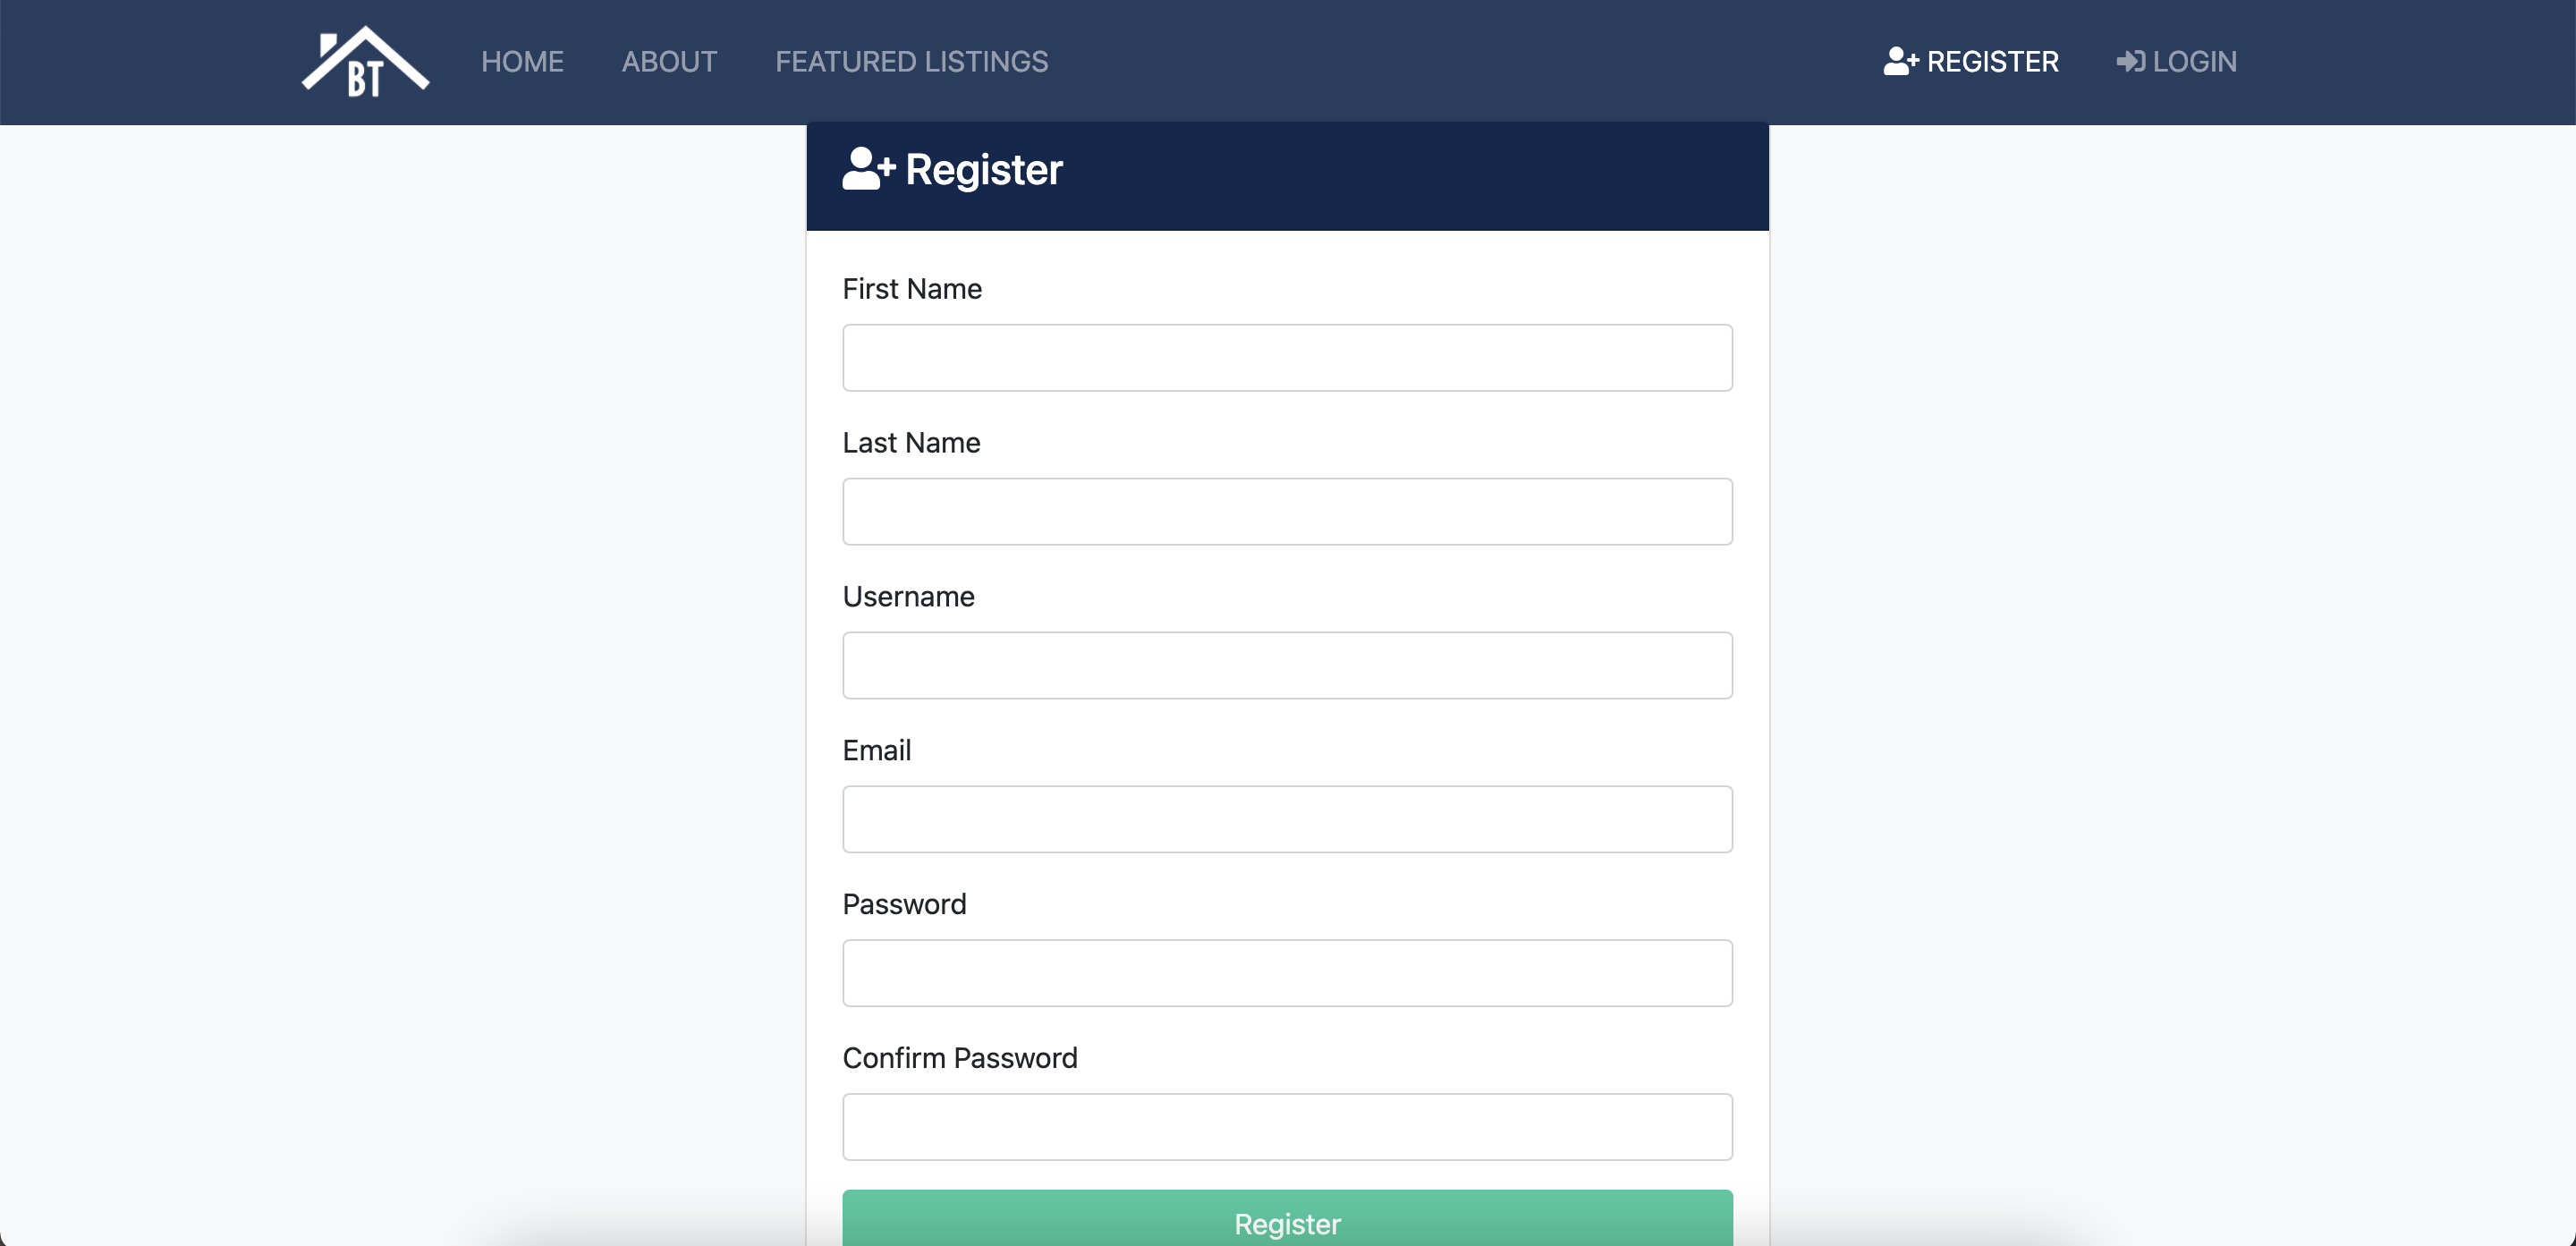 BT
HOME ABOUT FEATURED LISTINGS REGISTER LOGIN
Register
First Name
Last Name
Username
Email
Password
Confirm Password
Register